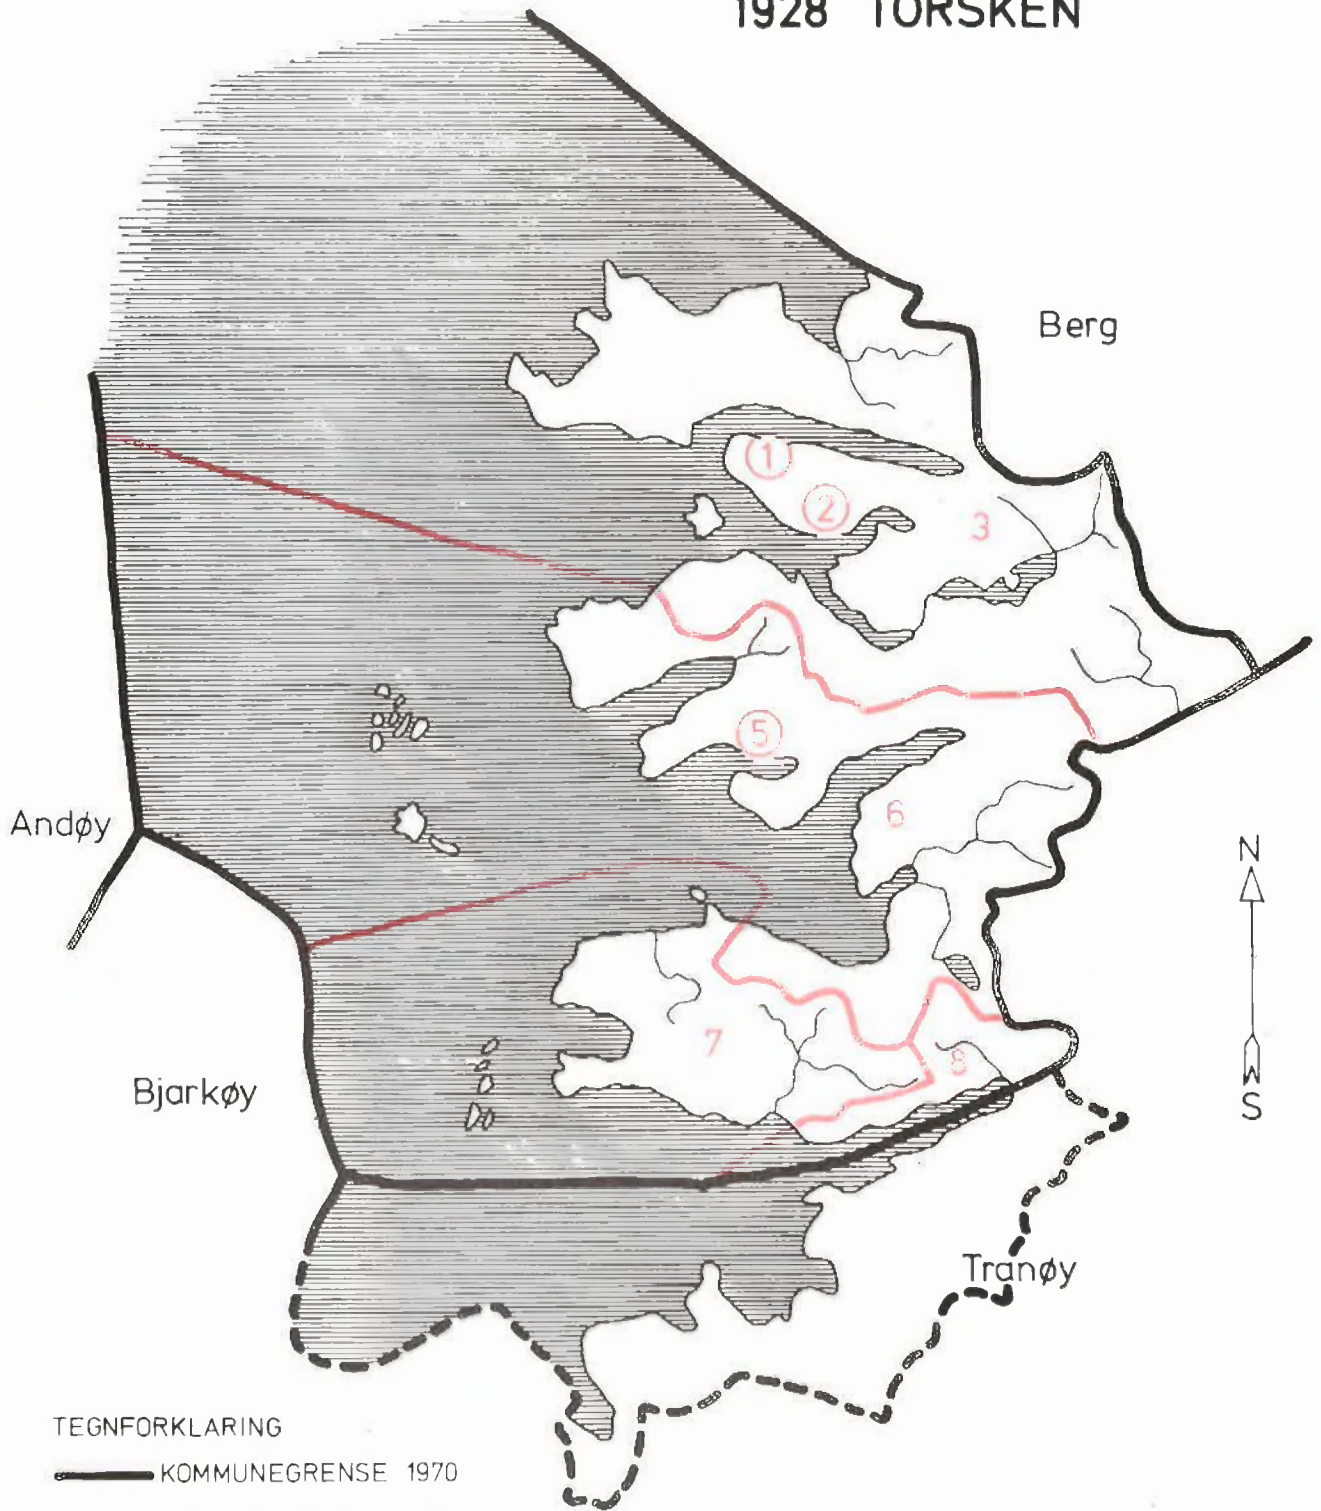 1928 TORSKEN
Berg
1
2
3
5
6
Andøy
N
7
8
Bjarkøy
S
Tranøy
TEGNFORKLARING
KOMMUNEGRENSE 1970